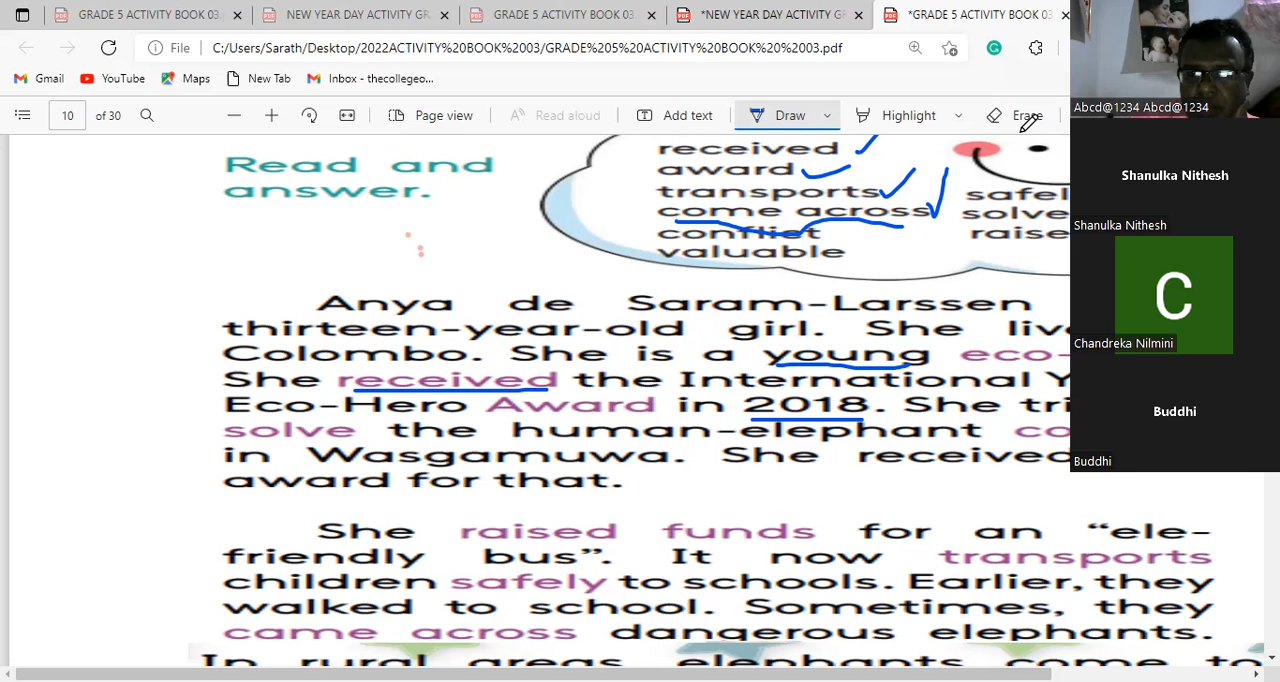 GRADE 5 ACTIVITY BOOK 03.
NEW YEAR DAY ACTIVITY GR
GRADE 5 ACTIVITY BOOK 03.
*NEW YEAR DAY ACTIVITY G
*GRADE 5 ACTIVITY BOOK 03
File
C:/Users/Sarath/Desktop/2022ACTIVITY%20BOOK%2003/GRADE%205%20ACTIVITY%20BOOK%20%2003.pdf
Gmail
YouTube
Maps
New Tab
Inbox - thecollegeo...
10
of 30
Page view
Read aloud
Add text
Draw
Highlight
Erase
Abcd@1234 Abcd@1234
Shanulka Nithesh
Shanulka Nithesh
C
Chandreka Nilmini
Buddhi
Buddhi
Read and
answer.
received
award
transports
come across
conflict
valuable
safel
solve
raise
Anya de Saram-Larssen
thirteen-year-old girl. She live
Colombo. She is a young eco-
She received the International Y
Eco-Hero Award in 2018. She tri
solve the human-elephant co
in Wasgamuwa. She received
award for that.
She raised funds for an “ele-
friendly bus”. It now transports
children safely to schools. Earlier, they
walked to school. Sometimes, they
came across dangerous elephants.
In rural areas elephants come to